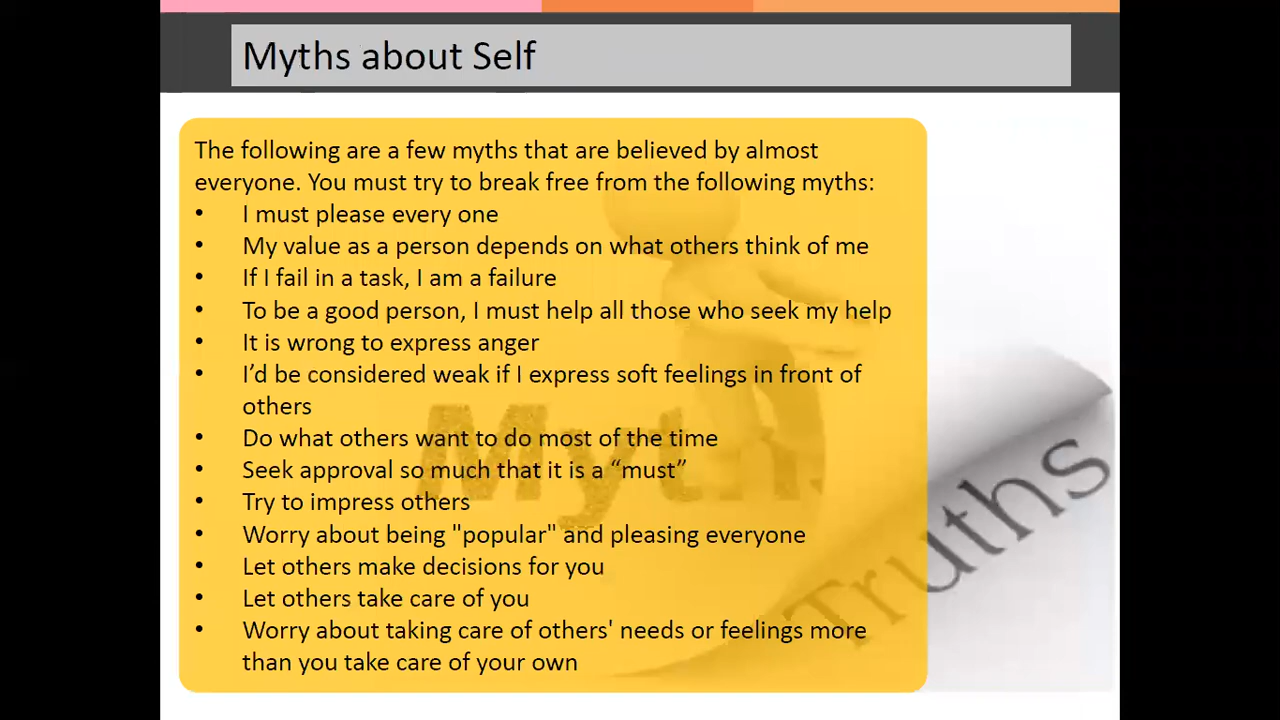 Myths about Self
The following are a few myths that are believed by almost
everyone. You must try to break free from the following myths:
• I must please every one
• My value as a person depends on what others think of me
• If I fail in a task, I am a failure
• To be a good person, I must help all those who seek my help
• It is wrong to express anger
• I’d be considered weak if I express soft feelings in front of
others
• Do what others want to do most of the time
• Seek approval so much that it is a “must”
• Try to impress others
• Worry about being "popular" and pleasing everyone
• Let others make decisions for you
• Let others take care of you
• Worry about taking care of others' needs or feelings more
than you take care of your own
Myths
Truths